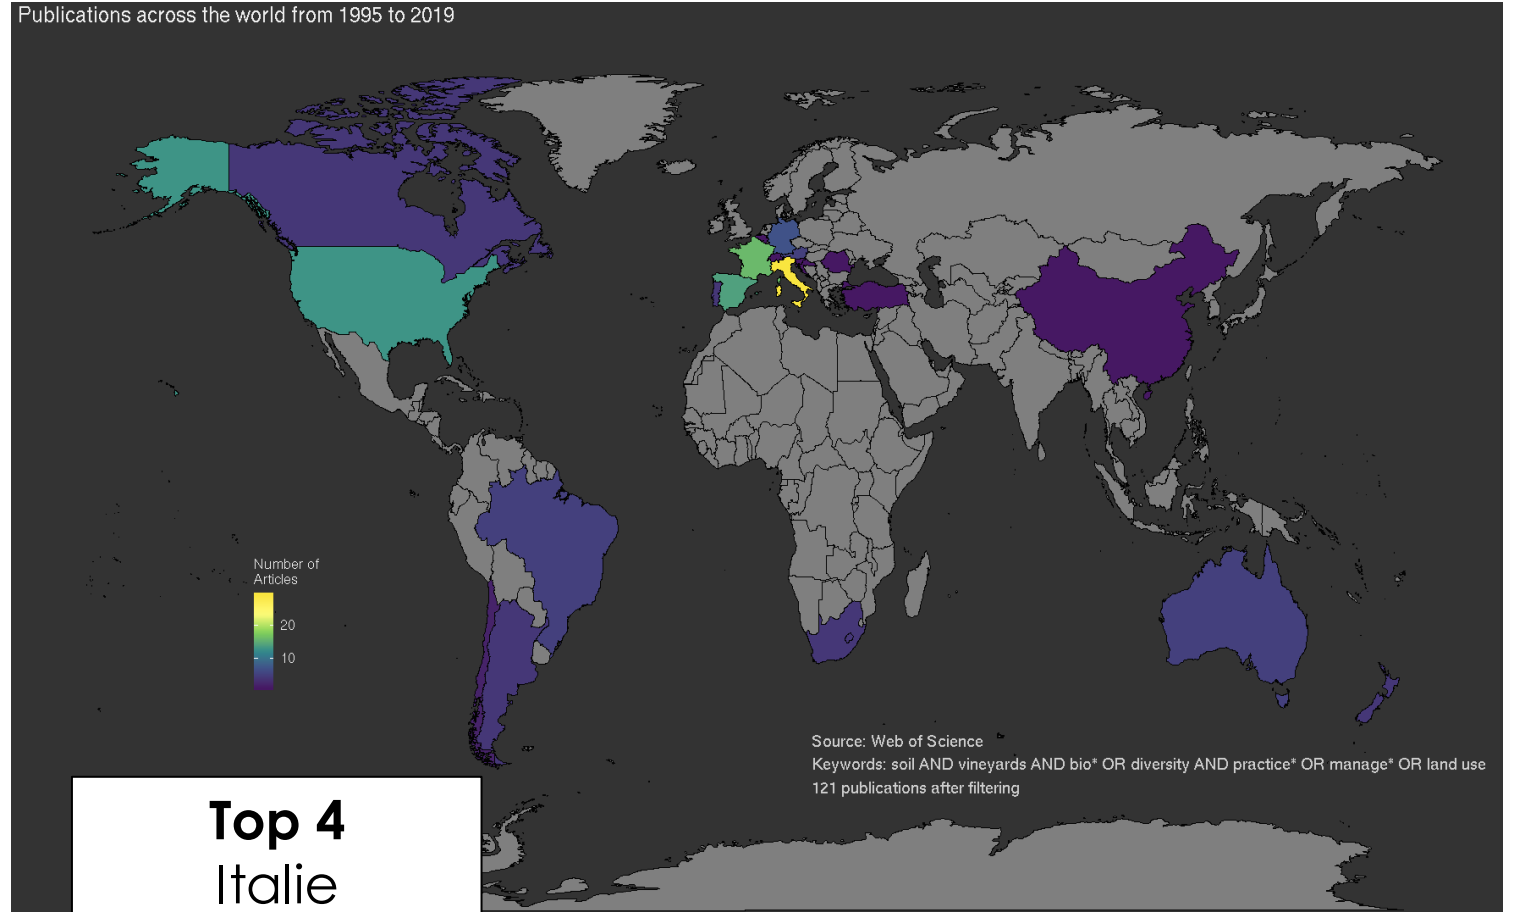 Publications across the world from 1995 to 2019
Number of
Articles
20
10
Source: Web of Science
Keywords: soil AND vineyards AND bio* OR diversity AND practice* OR manage* OR land use
121 publications after filtering
Top 4
Italie